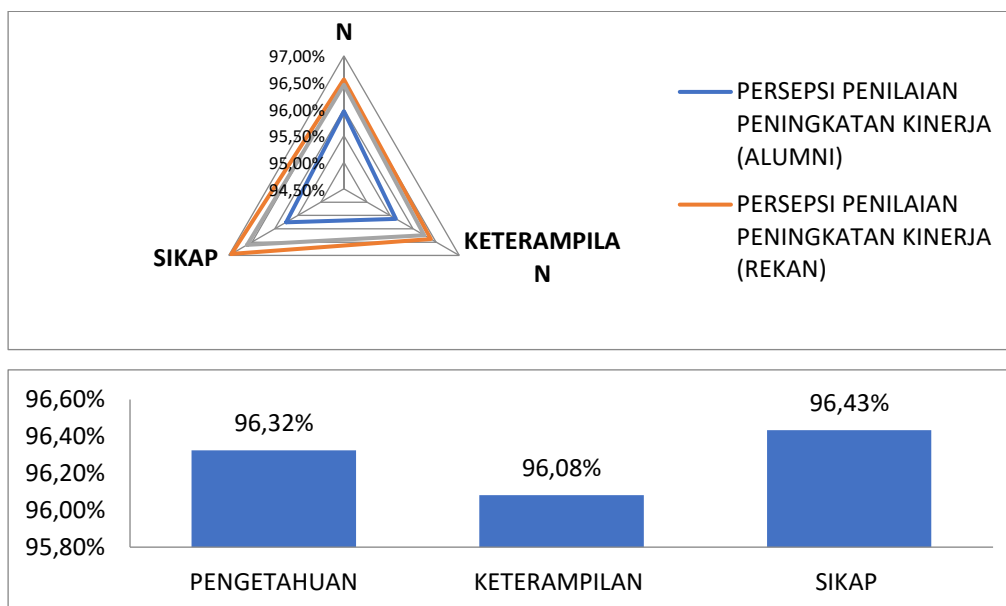 N
97,00%
96,50%
96,00%
95,50%
95,00%
94,50%
SIKAP
KETERAMPILA
N
PERSEPSI PENILAIAN
PENINGKATAN KINERJA
(ALUMNI)
PERSEPSI PENILAIAN
PENINGKATAN KINERJA
(REKAN)
96,60%
96,40%
96,20%
96,00%
95,80%
96,32%
96,08%
96,43%
PENGETAHUAN
KETERAMPILAN
SIKAP